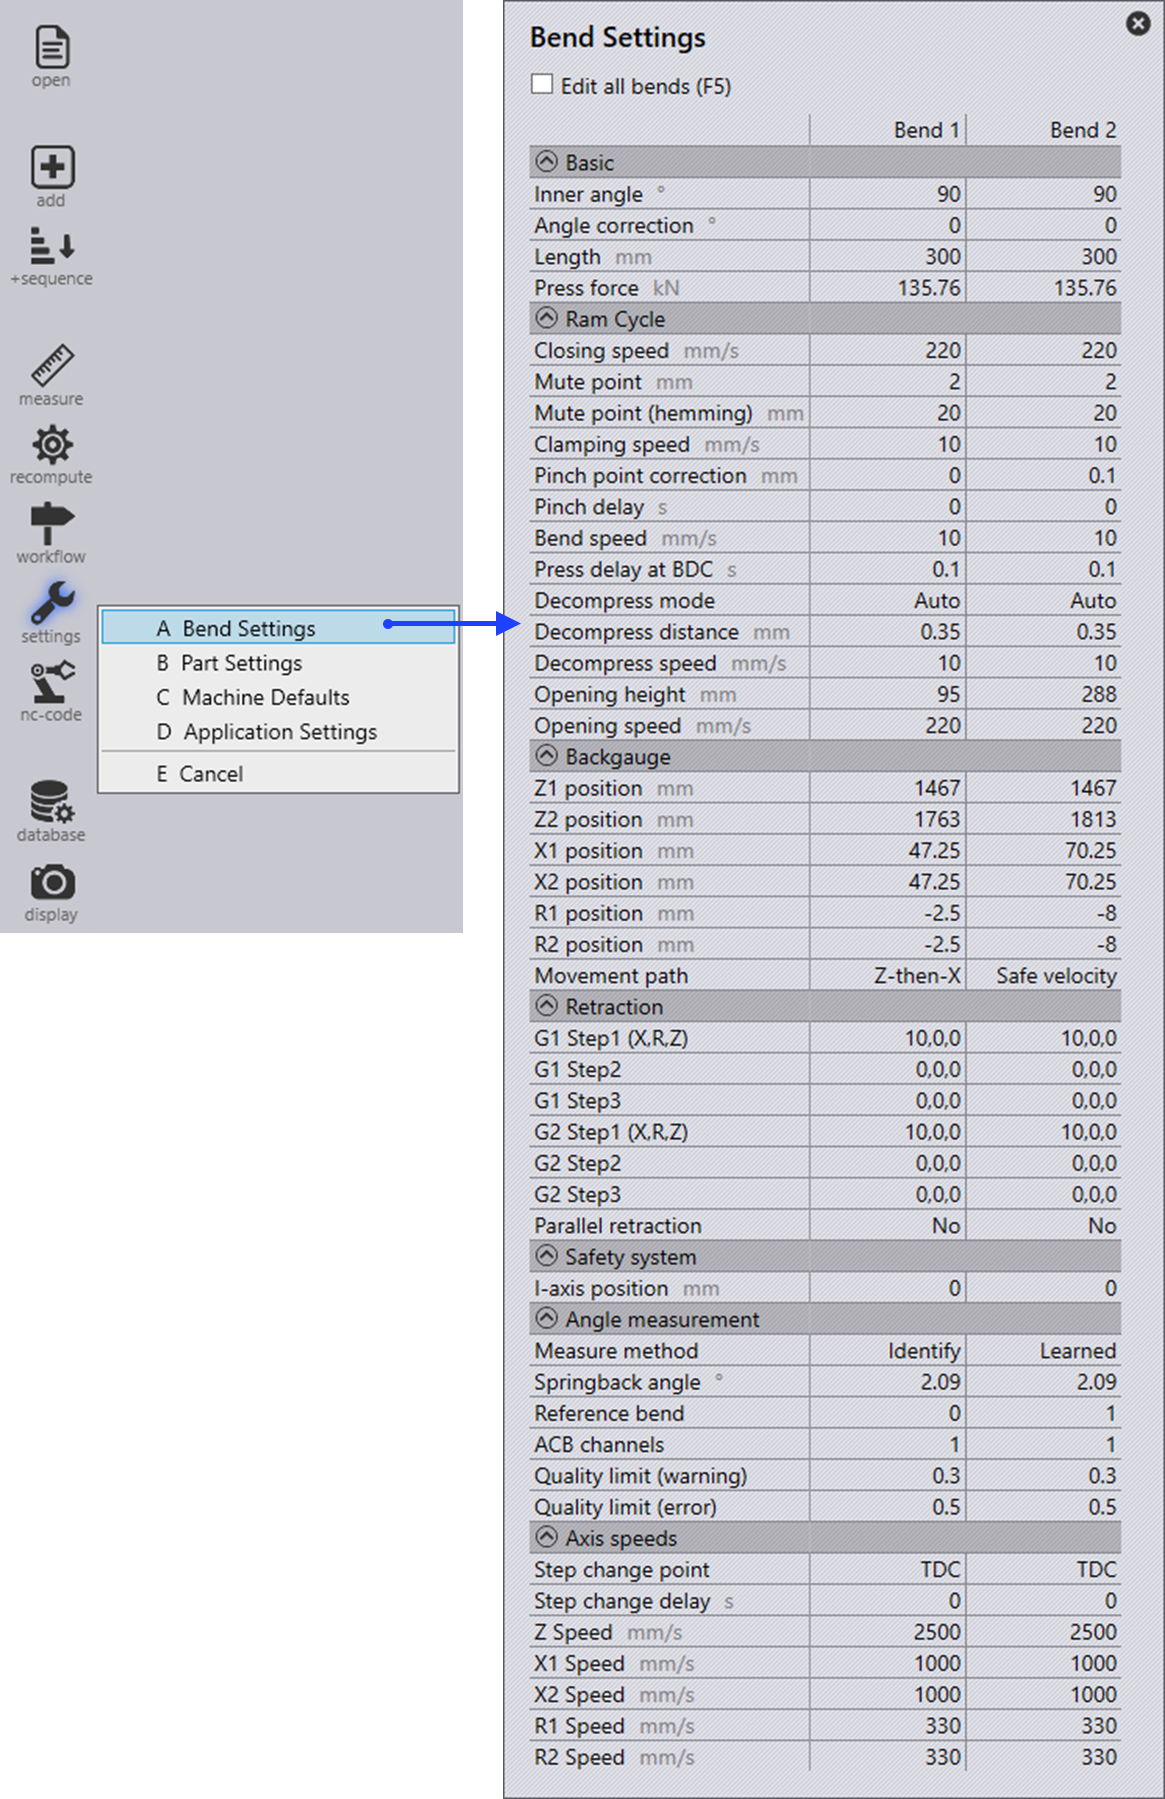 open
add
+sequence
measure
recompute
workflow
settings
nc-code
database
display
A Bend Settings
B Part Settings
C Machine Defaults
D Application Settings
E Cancel
Bend Settings
Edit all bends (F5)
Bend 1 Bend 2
Basic
Inner angle ° 90 90
Angle correction ° 0 0
Length mm 300 300
Press force kN 135.76 135.76
Ram Cycle
Closing speed mm/s 220 220
Mute point mm 2 2
Mute point (hemming) mm 20 20
Clamping speed mm/s 10 10
Pinch point correction mm 0 0.1
Pinch delay s 0 0
Bend speed mm/s 10 10
Press delay at BDC s 0.1 0.1
Decompress mode Auto Auto
Decompress distance mm 0.35 0.35
Decompress speed mm/s 10 10
Opening height mm 95 288
Opening speed mm/s 220 220
Backgauge
Z1 position mm 1467 1467
Z2 position mm 1763 1813
X1 position mm 47.25 70.25
X2 position mm 47.25 70.25
R1 position mm -2.5 -8
R2 position mm -2.5 -8
Movement path Z-then-X Safe velocity
Retraction
G1 Step1 (X,R,Z) 10,0,0 10,0,0
G1 Step2 0,0,0 0,0,0
G1 Step3 0,0,0 0,0,0
G2 Step1 (X,R,Z) 10,0,0 10,0,0
G2 Step2 0,0,0 0,0,0
G2 Step3 0,0,0 0,0,0
Parallel retraction No No
Safety system
I-axis position mm 0 0
Angle measurement
Measure method Identify Learned
Springback angle ° 2.09 2.09
Reference bend 0 1
ACB channels 1 1
Quality limit (warning) 0.3 0.3
Quality limit (error) 0.5 0.5
Axis speeds
Step change point TDC TDC
Step change delay s 0 0
Z Speed mm/s 2500 2500
X1 Speed mm/s 1000 1000
X2 Speed mm/s 1000 1000
R1 Speed mm/s 330 330
R2 Speed mm/s 330 330